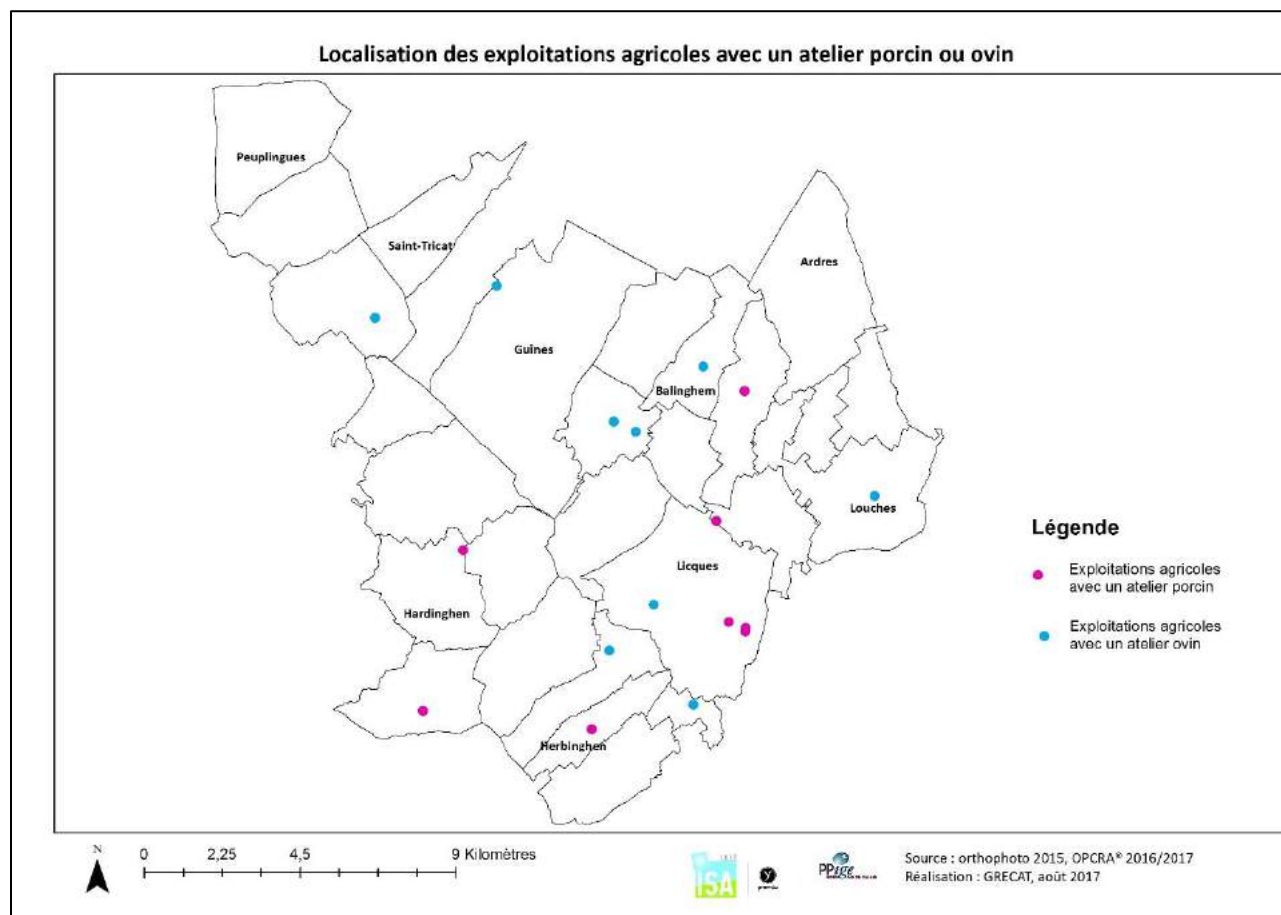 Localisation des exploitations agricoles avec un atelier porcin ou ovin
Peuplingues
Saint-Tricat
Ardres
Guînes
Balinghem
Louches
Licques
Hardinghen
Herbinghen
Légende
Exploitations agricoles
avec un atelier porcin
Exploitations agricoles
avec un atelier ovin
N
0 2,25 4,5 9 Kilomètres
LILLE
ISA
PPige
Source : orthophoto 2015, OPCRA® 2016/2017
Réalisation : GRECAT, août 2017